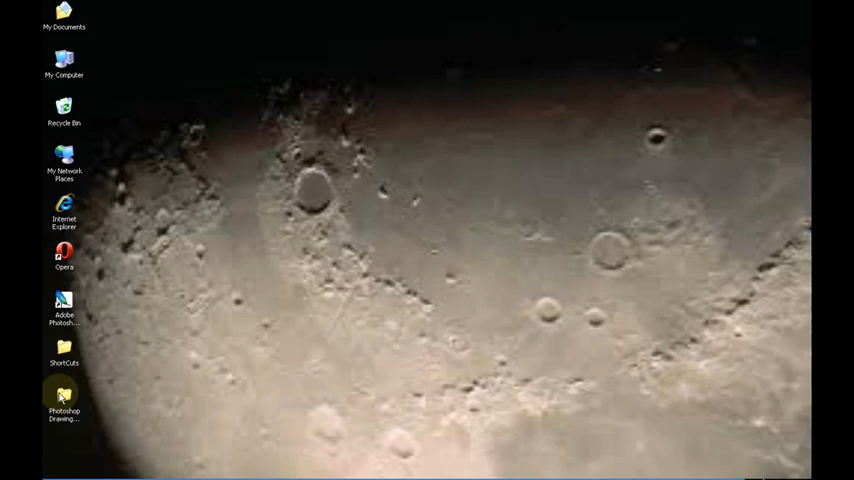 My Documents
My Computer
Recycle Bin
My Network
Places
Internet
Explorer
Opera
Adobe
Photosh...
ShortCuts
Photoshop
Drawing...